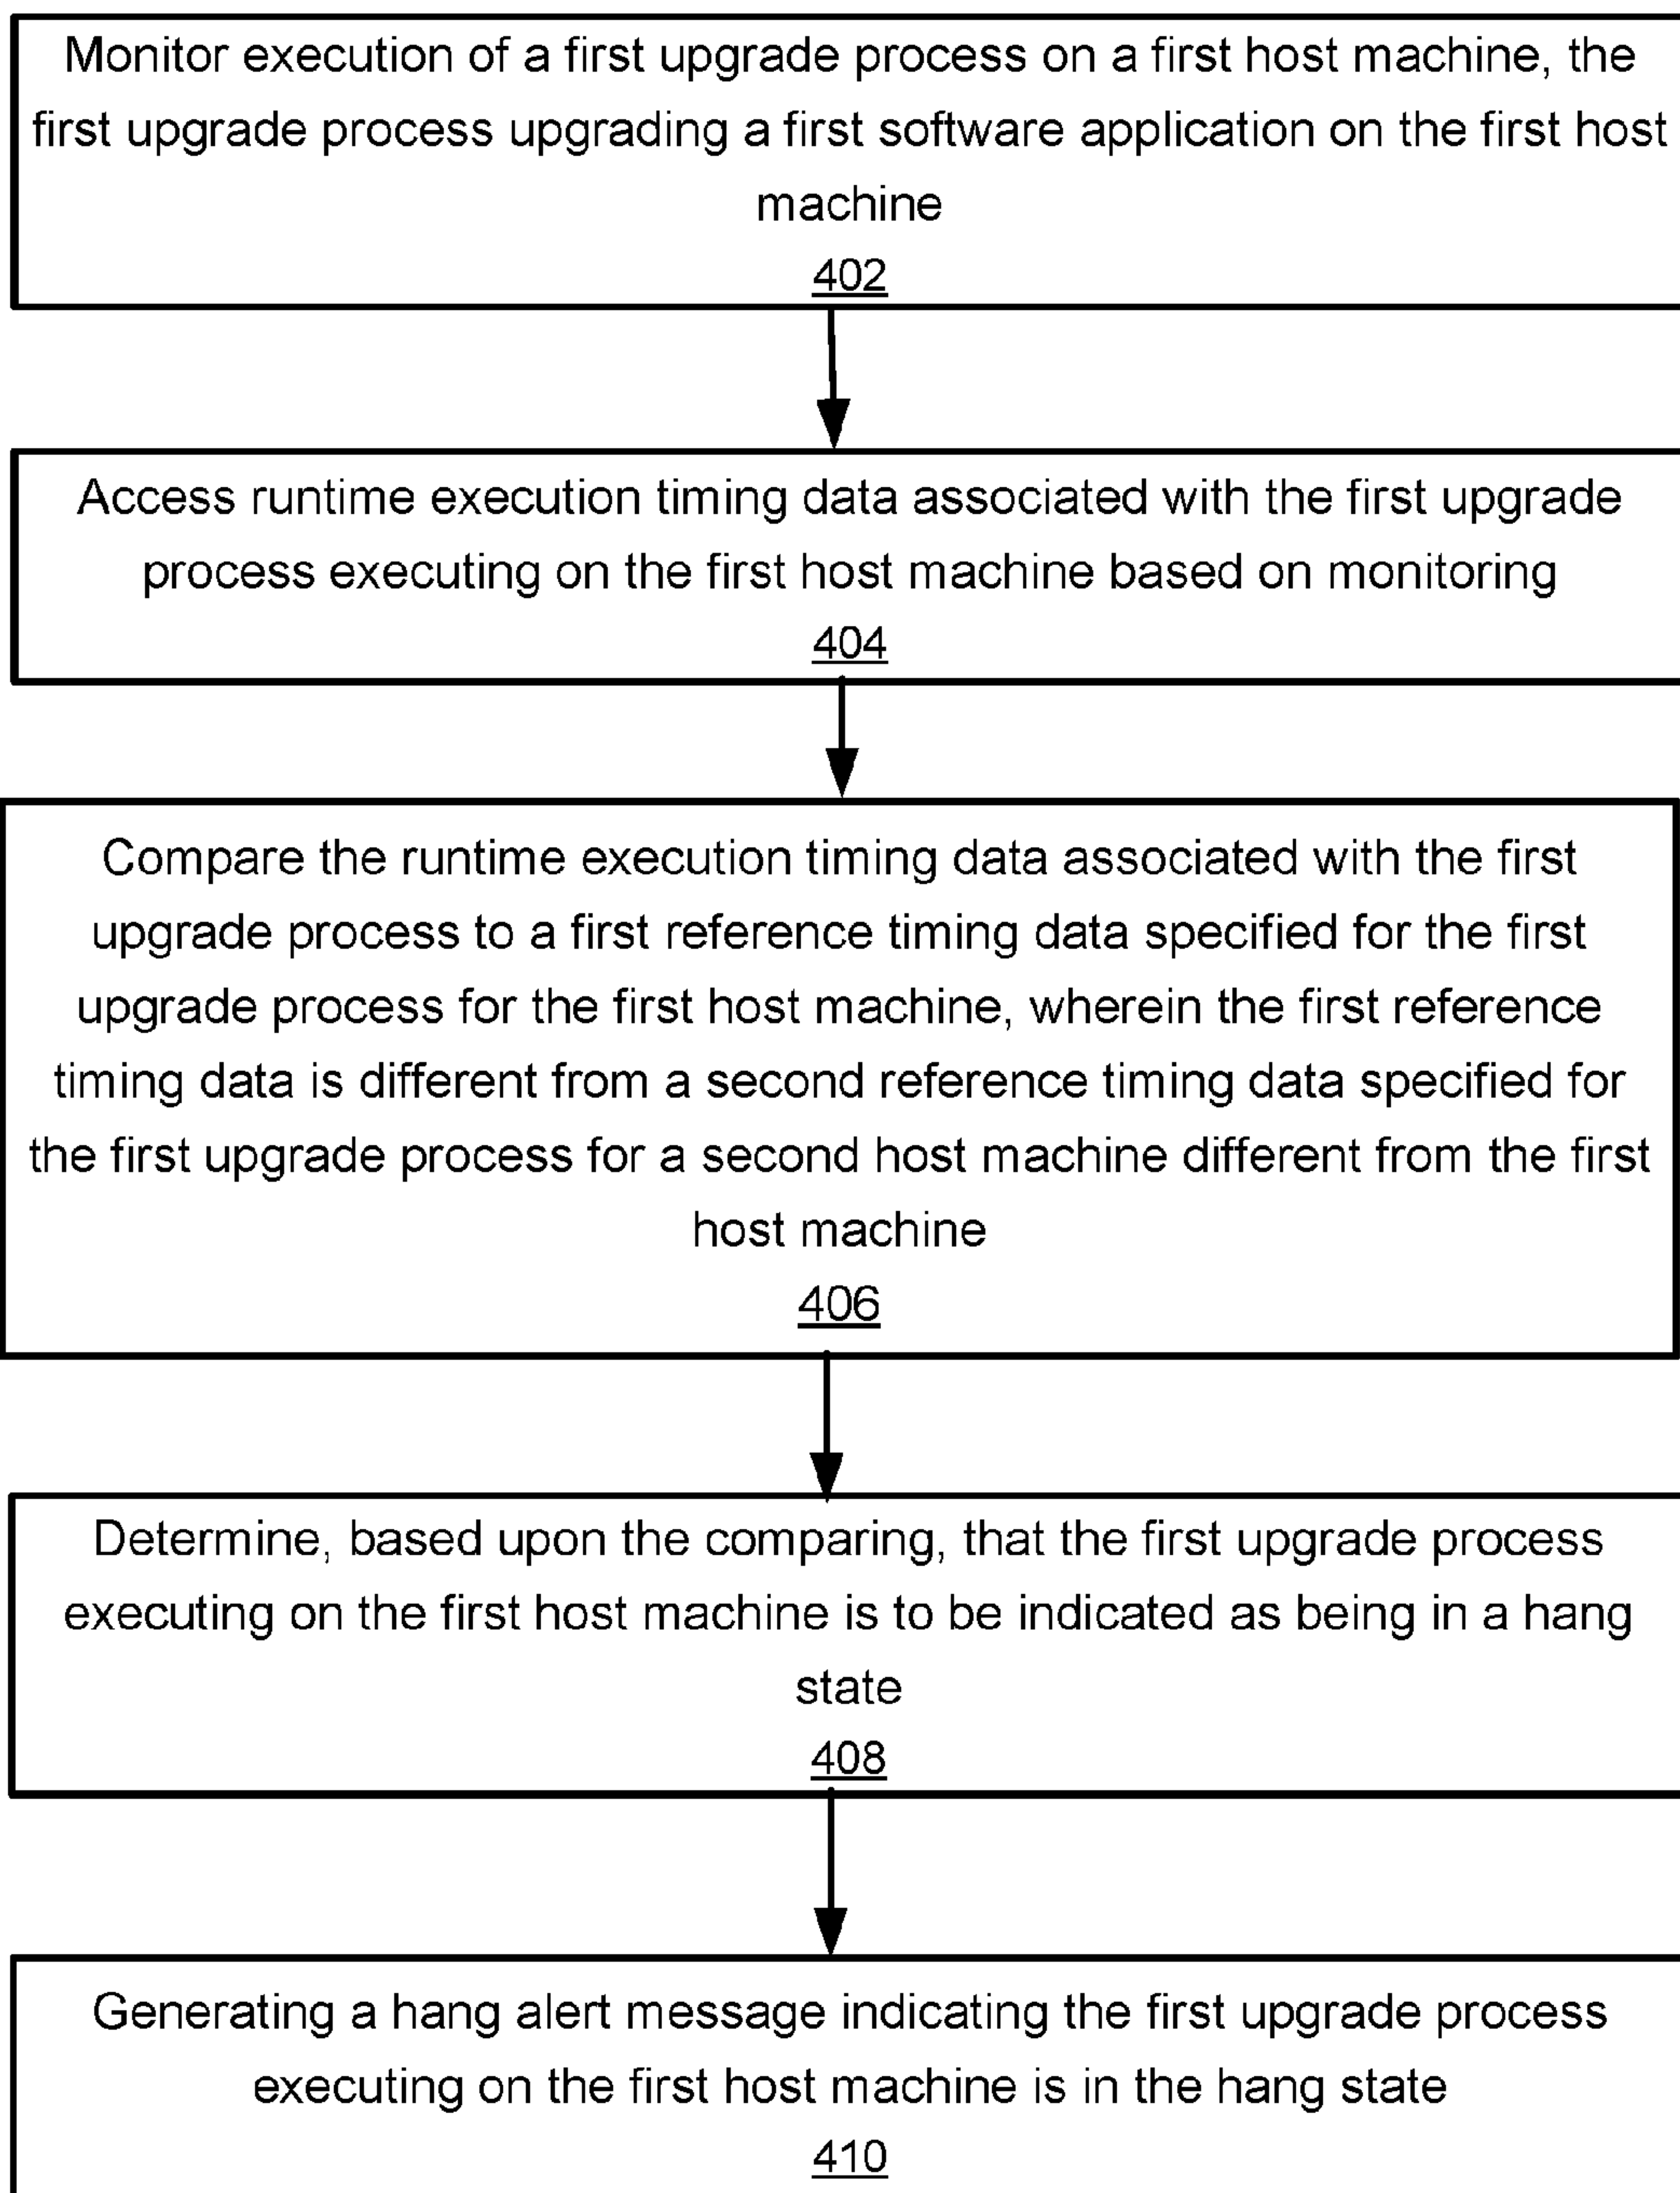 Monitor execution of a first upgrade process on a first host machine, the
first upgrade process upgrading a first software application on the first host
machine
402
Access runtime execution timing data associated with the first upgrade
process executing on the first host machine based on monitoring
404
Compare the runtime execution timing data associated with the first
upgrade process to a first reference timing data specified for the first
upgrade process for the first host machine, wherein the first reference
timing data is different from a second reference timing data specified for
the first upgrade process for a second host machine different from the first
host machine
406
Determine, based upon the comparing, that the first upgrade process
executing on the first host machine is to be indicated as being in a hang
state
408
Generating a hang alert message indicating the first upgrade process
executing on the first host machine is in the hang state
410